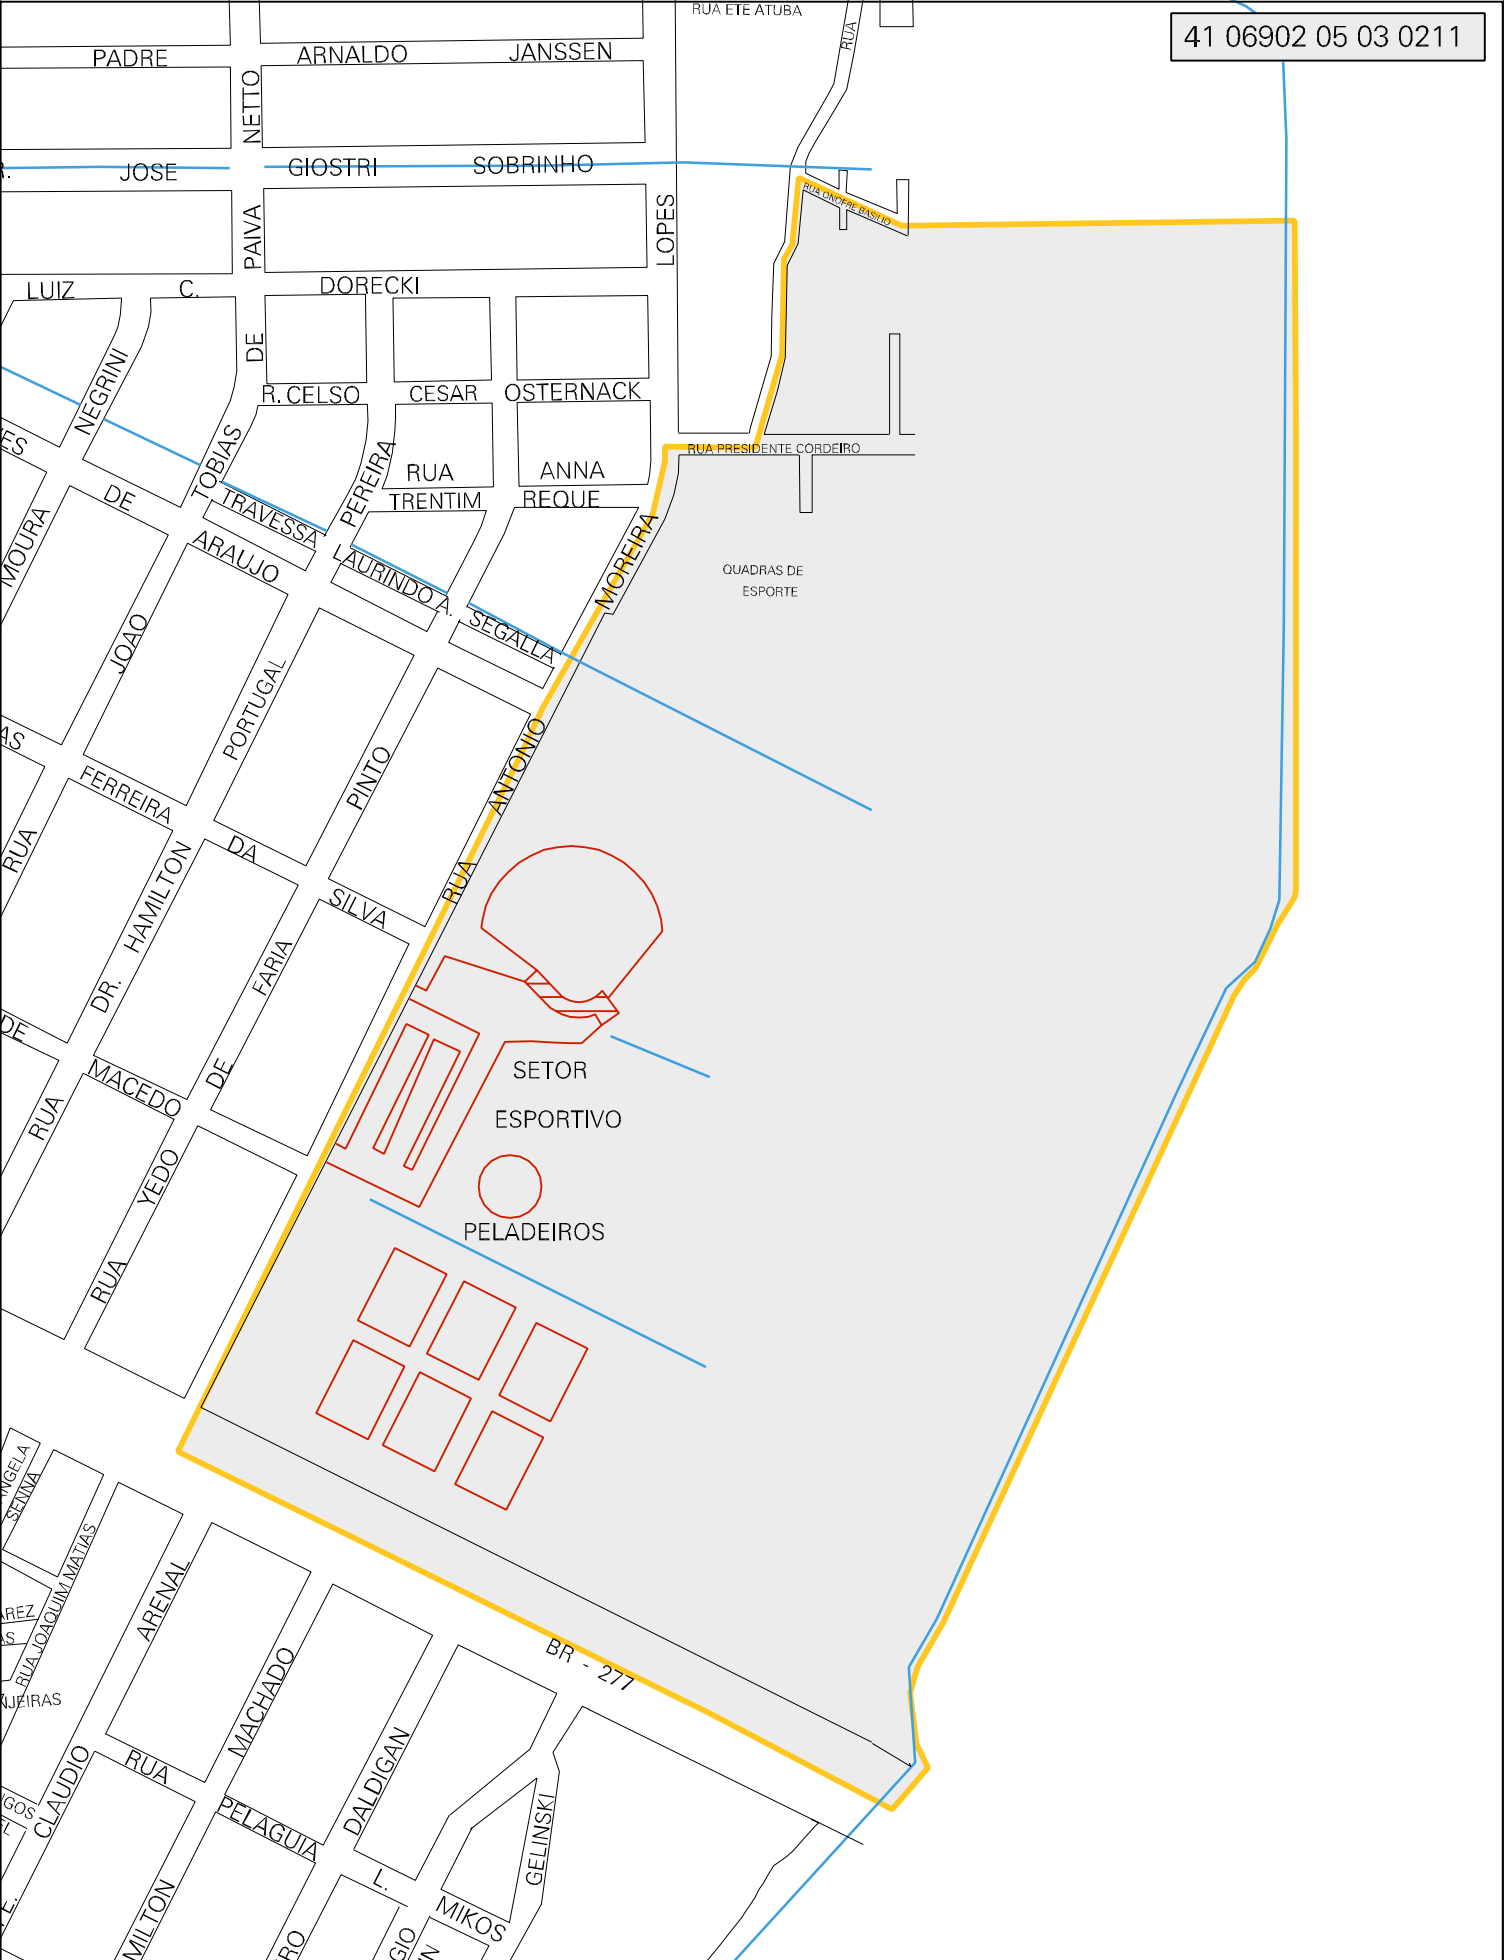 RUA ETE ATUBA
RUA
41 06902 05 03 0211
PADRE ARNALDO JANSSEN
NETTO
R. JOSE GIOSTRI SOBRINHO
RUA ONOFRE BASILIO
PAIVA
LOPES
LUIZ C. DORECKI
DE
NEGRINI
R. CELSO CESAR OSTERNACK
TOBIAS
PEREIRA
RUA ANNA
TRENTIM REQUE
RUA PRESIDENTE CORDEIRO
DE
ARAUJO
TRAVESSA
LAURINDO A.
SEGALLA
MOREIRA
MOURA
QUADRAS DE
ESPORTE
JOAO
PORTUGAL
PINTO
ANTONIO
RUA
FERREIRA
DA
SILVA
RUA
HAMILTON
DR.
FARIA
DE
DE
MACEDO
RUA
YEDO
RUA
SETOR
ESPORTIVO
PELADEIROS
SENNA
RUA JOAQUIM MATIAS
ARENAL
MACHADO
BR - 277
CLAUDIO
RUA
PELAGUIA
DALDIGAN
GELINSKI
L.
MIKOS